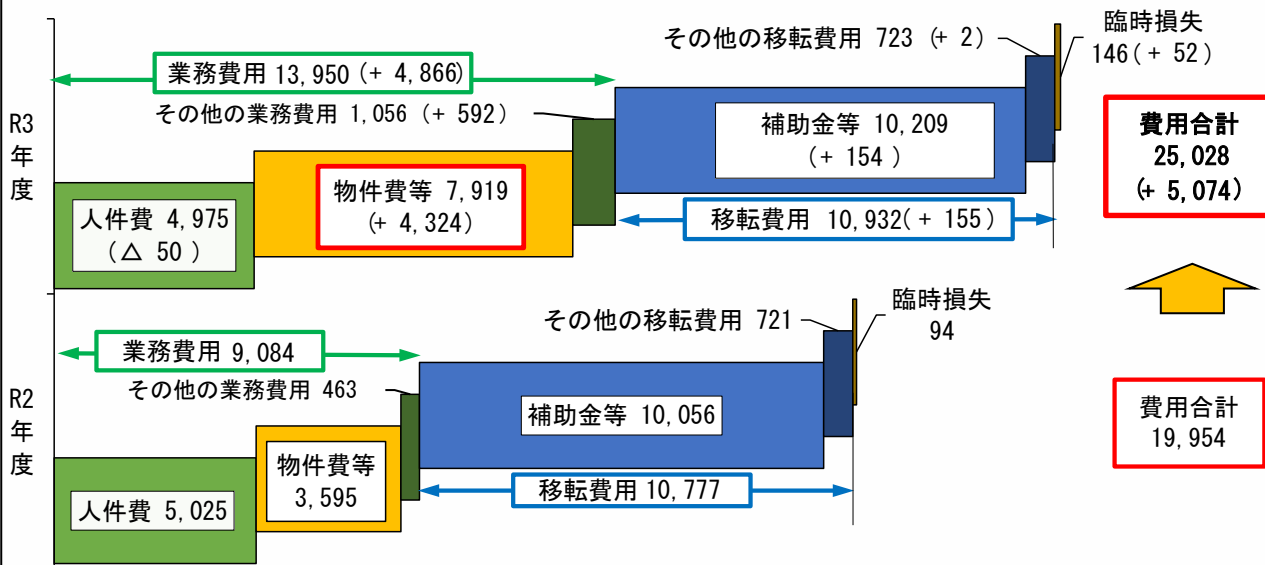 R3
年
度
業務費用 13,950 (+ 4,866)
その他の業務費用 1,056 (+ 592)
人件費 4,975
(△ 50 )
物件費等 7,919
(+ 4,324)
その他の移転費用 723 (+ 2)
臨時損失
146(+ 52)
補助金等 10,209
(+ 154 )
移転費用 10,932(+ 155)
費用合計
25,028
(+ 5,074)
R2
年
度
業務費用 9,084
その他の業務費用 463
人件費 5,025
物件費等
3,595
その他の移転費用 721
臨時損失
94
補助金等 10,056
移転費用 10,777
費用合計
19,954